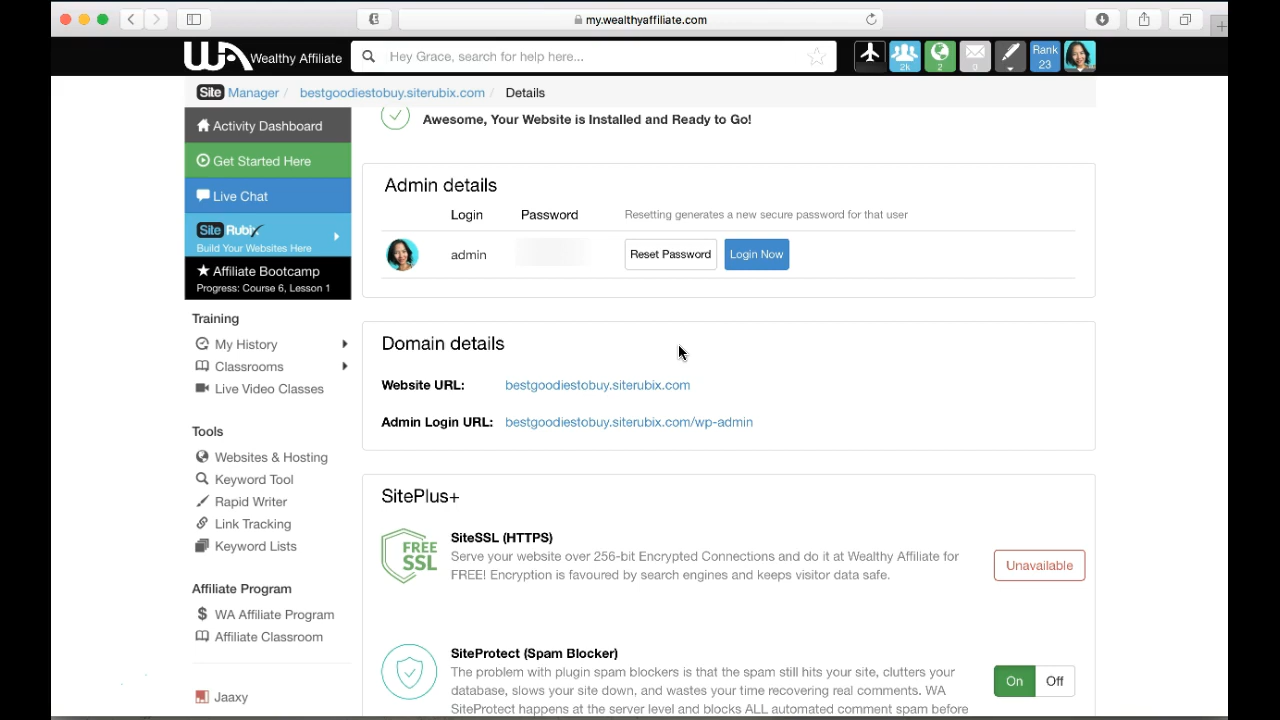 my.wealthyaffiliate.com
WA Wealthy Affiliate
Hey Grace, search for help here...
2k
2
0
Rank
23
Site Manager / bestgoodiestobuy.siterubix.com / Details
Activity Dashboard
Get Started Here
Live Chat
Site Rubix
Build Your Websites Here
Affiliate Bootcamp
Progress: Course 6, Lesson 1
Training
My History
Classrooms
Live Video Classes
Tools
Websites & Hosting
Keyword Tool
Rapid Writer
Link Tracking
Keyword Lists
Affiliate Program
WA Affiliate Program
Affiliate Classroom
Jaaxy
Awesome, Your Website is Installed and Ready to Go!
Admin details
Login Password Resetting generates a new secure password for that user
admin Reset Password Login Now
Domain details
Website URL: bestgoodiestobuy.siterubix.com
Admin Login URL: bestgoodiestobuy.siterubix.com/wp-admin
SitePlus+
FREE
SSL
SiteSSL (HTTPS)
Serve your website over 256-bit Encrypted Connections and do it at Wealthy Affiliate for
FREE! Encryption is favoured by search engines and keeps visitor data safe.
Unavailable
SiteProtect (Spam Blocker)
The problem with plugin spam blockers is that the spam still hits your site, clutters your
database, slows your site down, and wastes your time recovering real comments. WA
SiteProtect happens at the server level and blocks ALL automated comment spam before
On Off